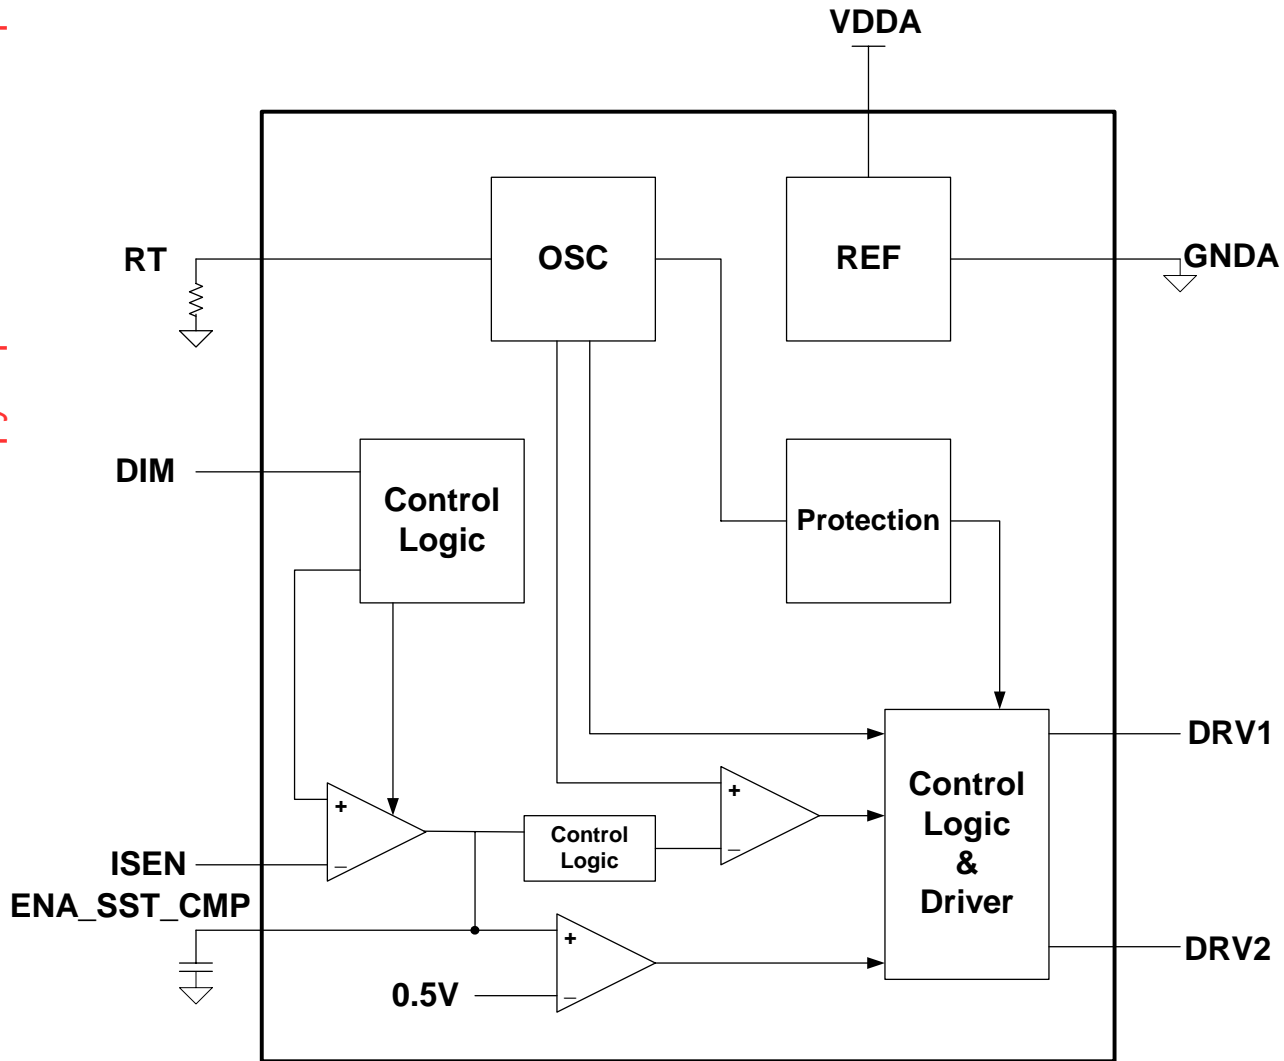 VDDA
OSC
REF
RT
GNDA
DIM
Control
Logic
Protection
DRV1
+
Control
Logic
&
Driver
+
Control
Logic
–
–
ISEN
ENA_SST_CMP
+
DRV2
0.5V
–